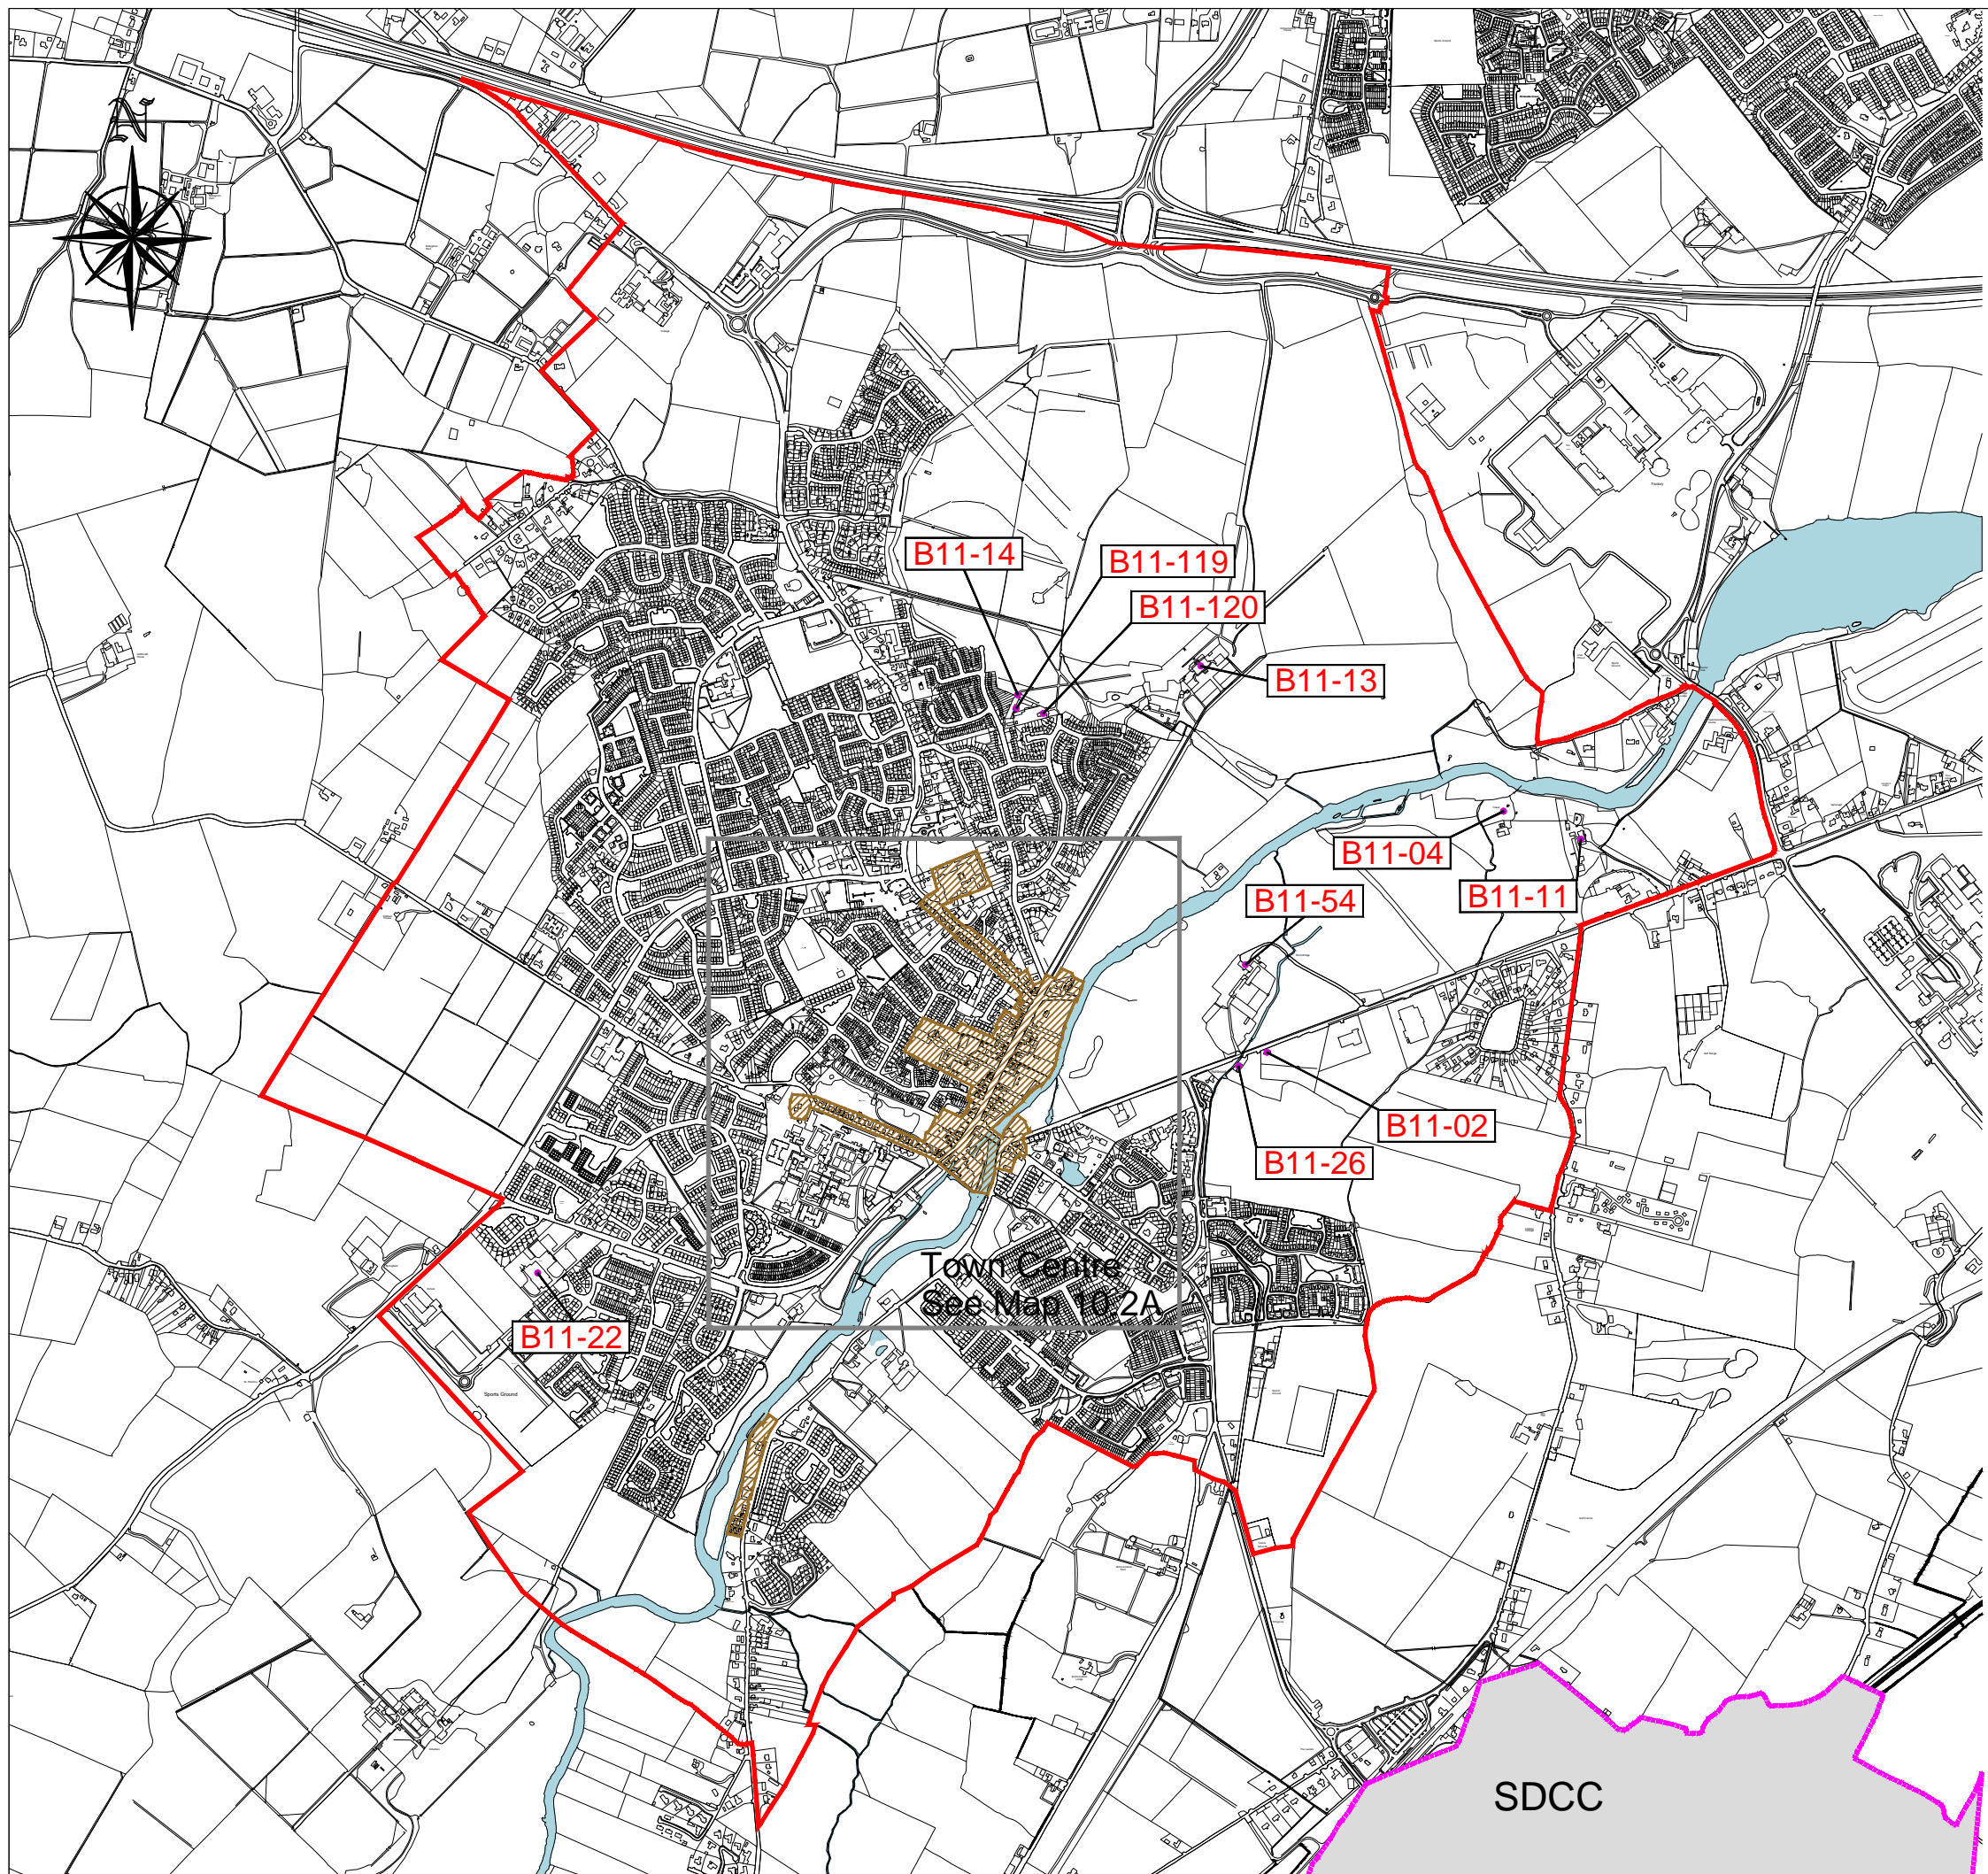 N
B11-14
B11-119
B11-120
B11-13
B11-04
B11-11
B11-54
B11-02
B11-26
Town Centre
See Map 10.2A
B11-22
Sports Ground
SDCC